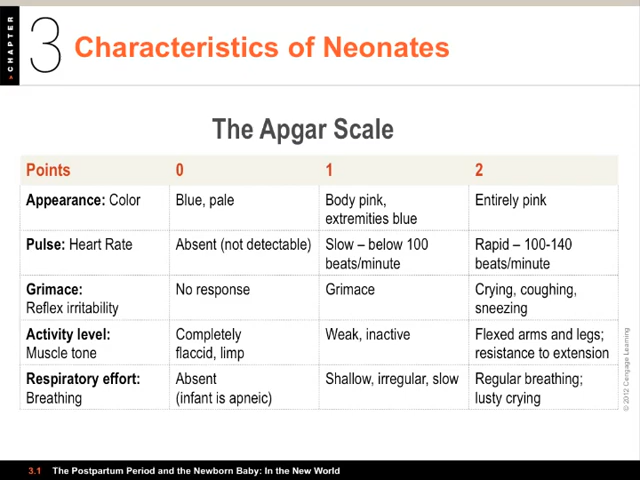 CHAPTER
3 Characteristics of Neonates
The Apgar Scale
Points 0 1 2
Appearance: Color Blue, pale Body pink, Entirely pink
extremities blue
Pulse: Heart Rate Absent (not detectable) Slow – below 100 Rapid – 100-140
beats/minute beats/minute
Grimace: No response Grimace Crying, coughing,
Reflex irritability sneezing
Activity level: Completely Weak, inactive Flexed arms and legs;
Muscle tone flaccid, limp resistance to extension
Respiratory effort: Absent Shallow, irregular, slow Regular breathing;
Breathing (infant is apneic) lusty crying
© 2012 Cengage Learning
3.1 The Postpartum Period and the Newborn Baby: In the New World